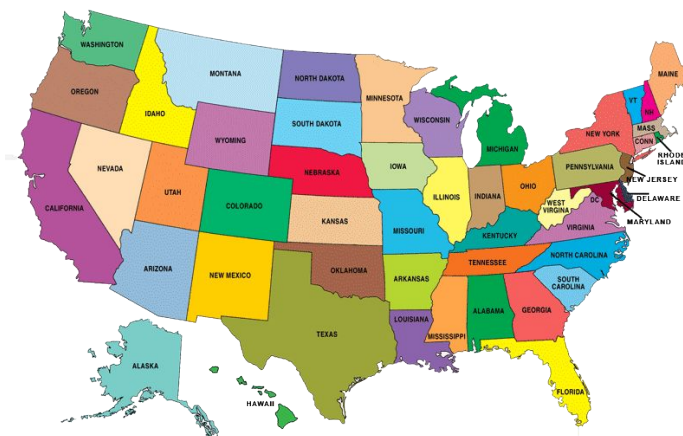 WASHINGTON
MONTANA
NORTH DAKOTA
MINNESOTA
MAINE
VT
NH
OREGON
IDAHO
WYOMING
SOUTH DAKOTA
WISCONSIN
MICHIGAN
NEW YORK
MASS
CONN
RHODE
ISLAND
NEVADA
UTAH
COLORADO
NEBRASKA
IOWA
ILLINOIS
INDIANA
OHIO
PENNSYLVANIA
NEW JERSEY
DELAWARE
MARYLAND
DC
WEST
VIRGINIA
VIRGINIA
CALIFORNIA
KANSAS
MISSOURI
KENTUCKY
ARIZONA
NEW MEXICO
OKLAHOMA
ARKANSAS
TENNESSEE
NORTH CAROLINA
SOUTH
CAROLINA
TEXAS
LOUISIANA
MISSISSIPPI
ALABAMA
GEORGIA
FLORIDA
ALASKA
HAWAII